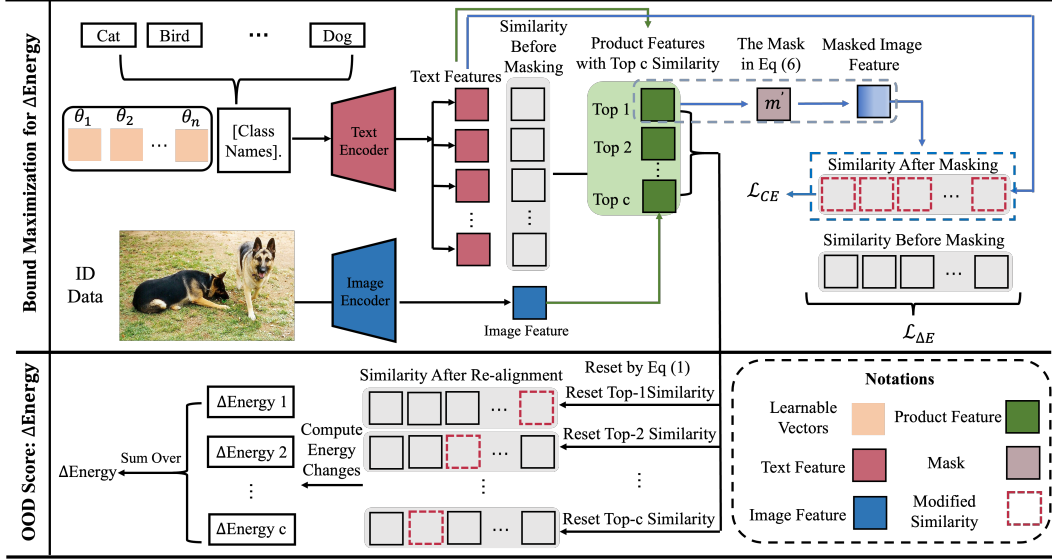 Bound Maximization for ΔEnergy
Cat
Bird
...
Dog
θ1
θ2
...
θn
[Class
Names].
Text
Encoder
Text Features
Similarity
Before
Masking
Product Features
with Top c Similarity
Top 1
Top 2
Top c
The Mask
in Eq (6)
m'
Masked Image
Feature
Similarity After Masking
...
ℒCE
Similarity Before Masking
...
ℒΔE
ID
Data
Image
Encoder
Image Feature
OOD Score: ΔEnergy
ΔEnergy
Sum Over
ΔEnergy 1
ΔEnergy 2
ΔEnergy c
Compute
Energy
Changes
Similarity After Re-alignment
...
...
...
Reset by Eq (1)
Reset Top-1Similarity
Reset Top-2 Similarity
Reset Top-c Similarity
Notations
Learnable
Vectors
Product Feature
Text Feature
Mask
Image Feature
Modified
Similarity